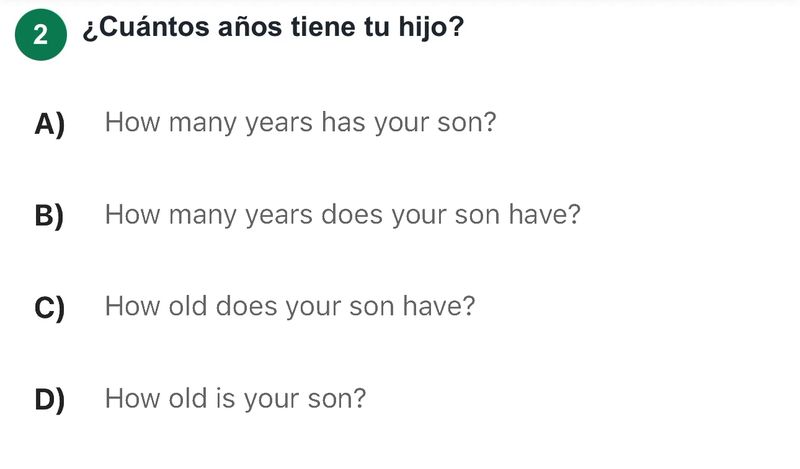 2 ¿Cuántos años tiene tu hijo?
A) How many years has your son?
B) How many years does your son have?
C) How old does your son have?
D) How old is your son?